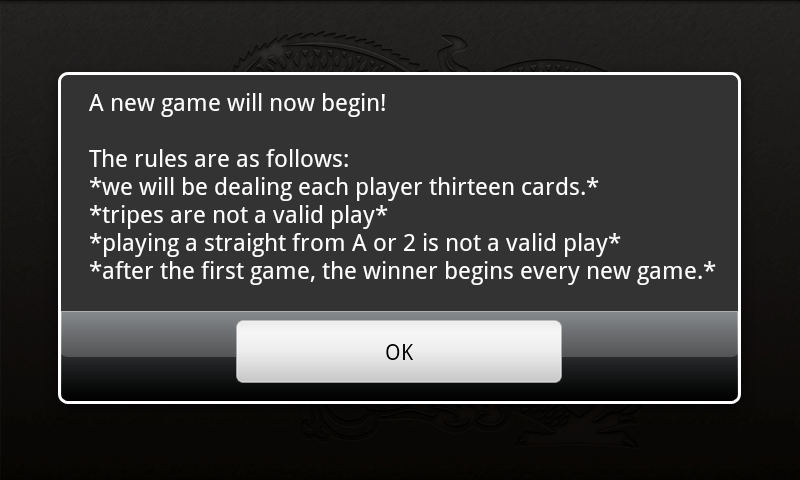 A new game will now begin!
The rules are as follows:
*we will be dealing each player thirteen cards.*
*tripes are not a valid play*
*playing a straight from A or 2 is not a valid play*
*after the first game, the winner begins every new game.*
OK